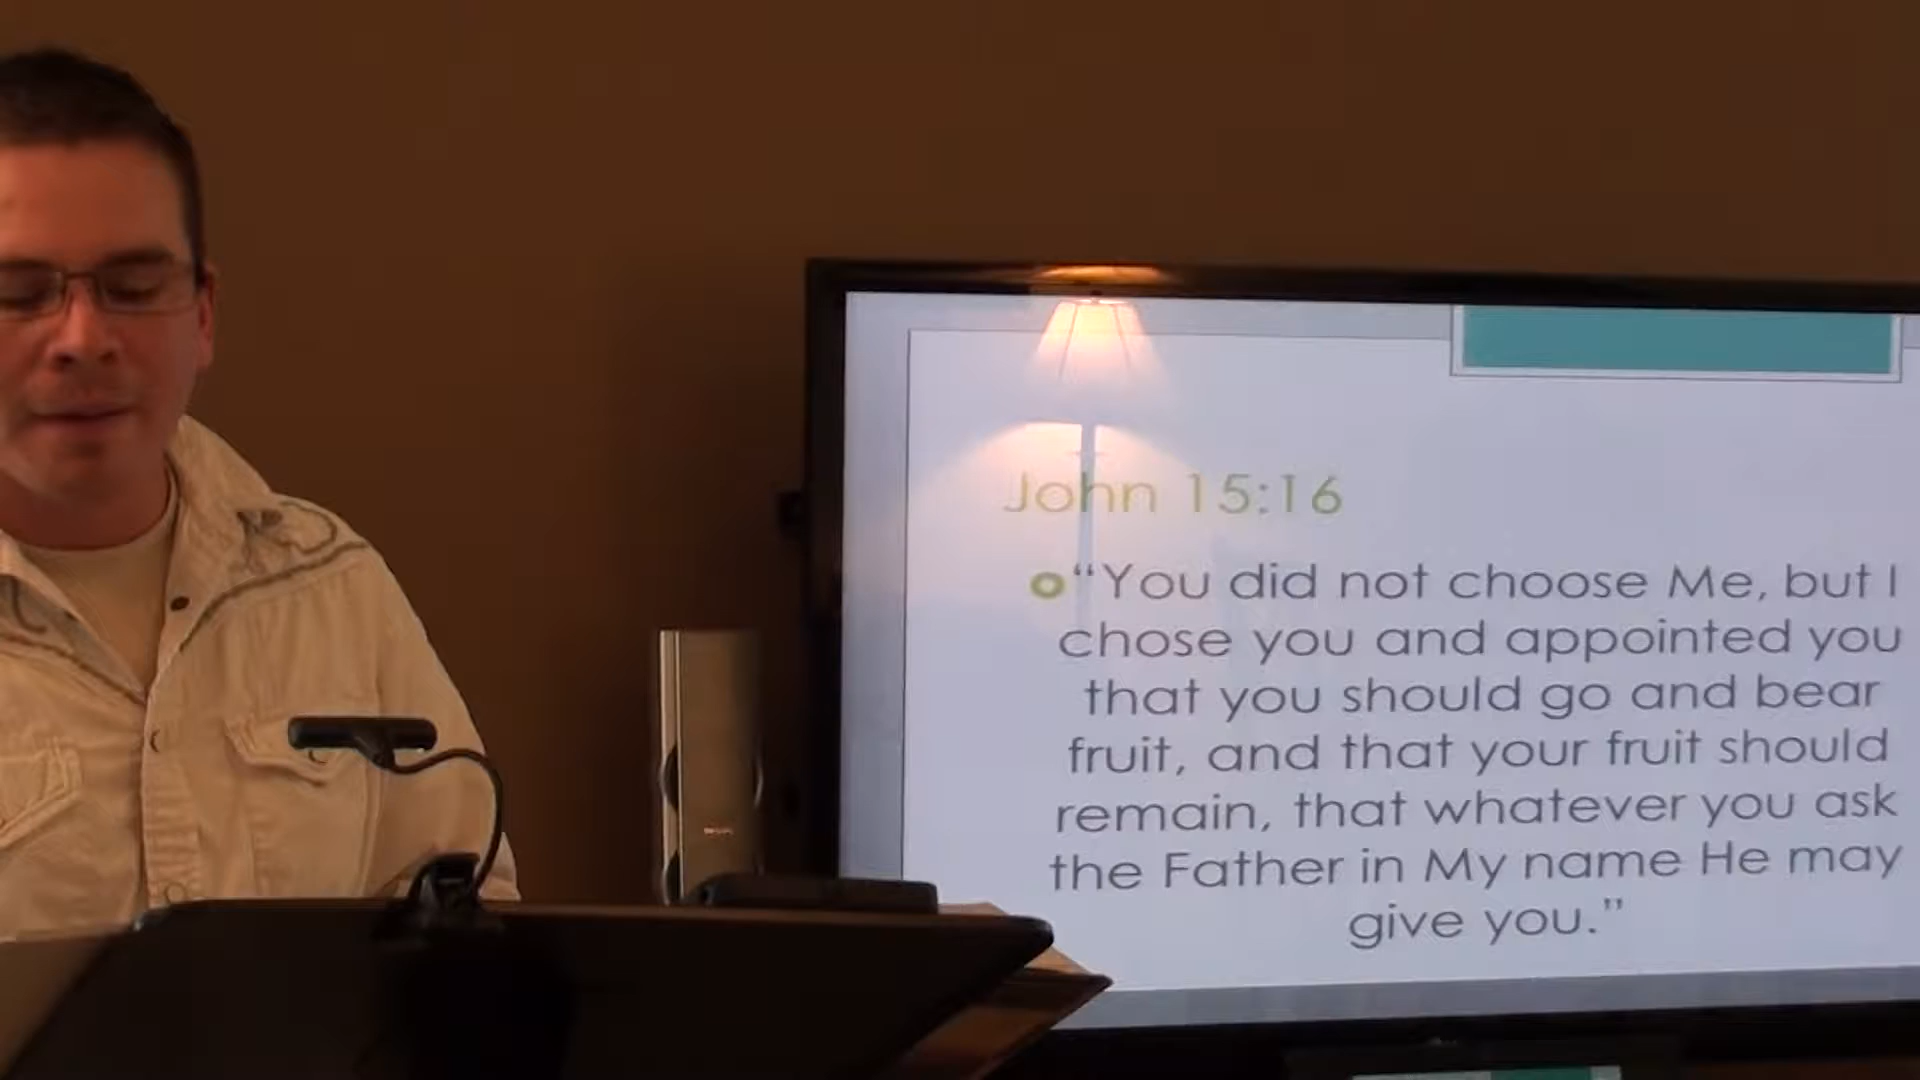 John 15:16
“You did not choose Me, but I
chose you and appointed you
that you should go and bear
fruit, and that your fruit should
remain, that whatever you ask
the Father in My name He may
give you.”